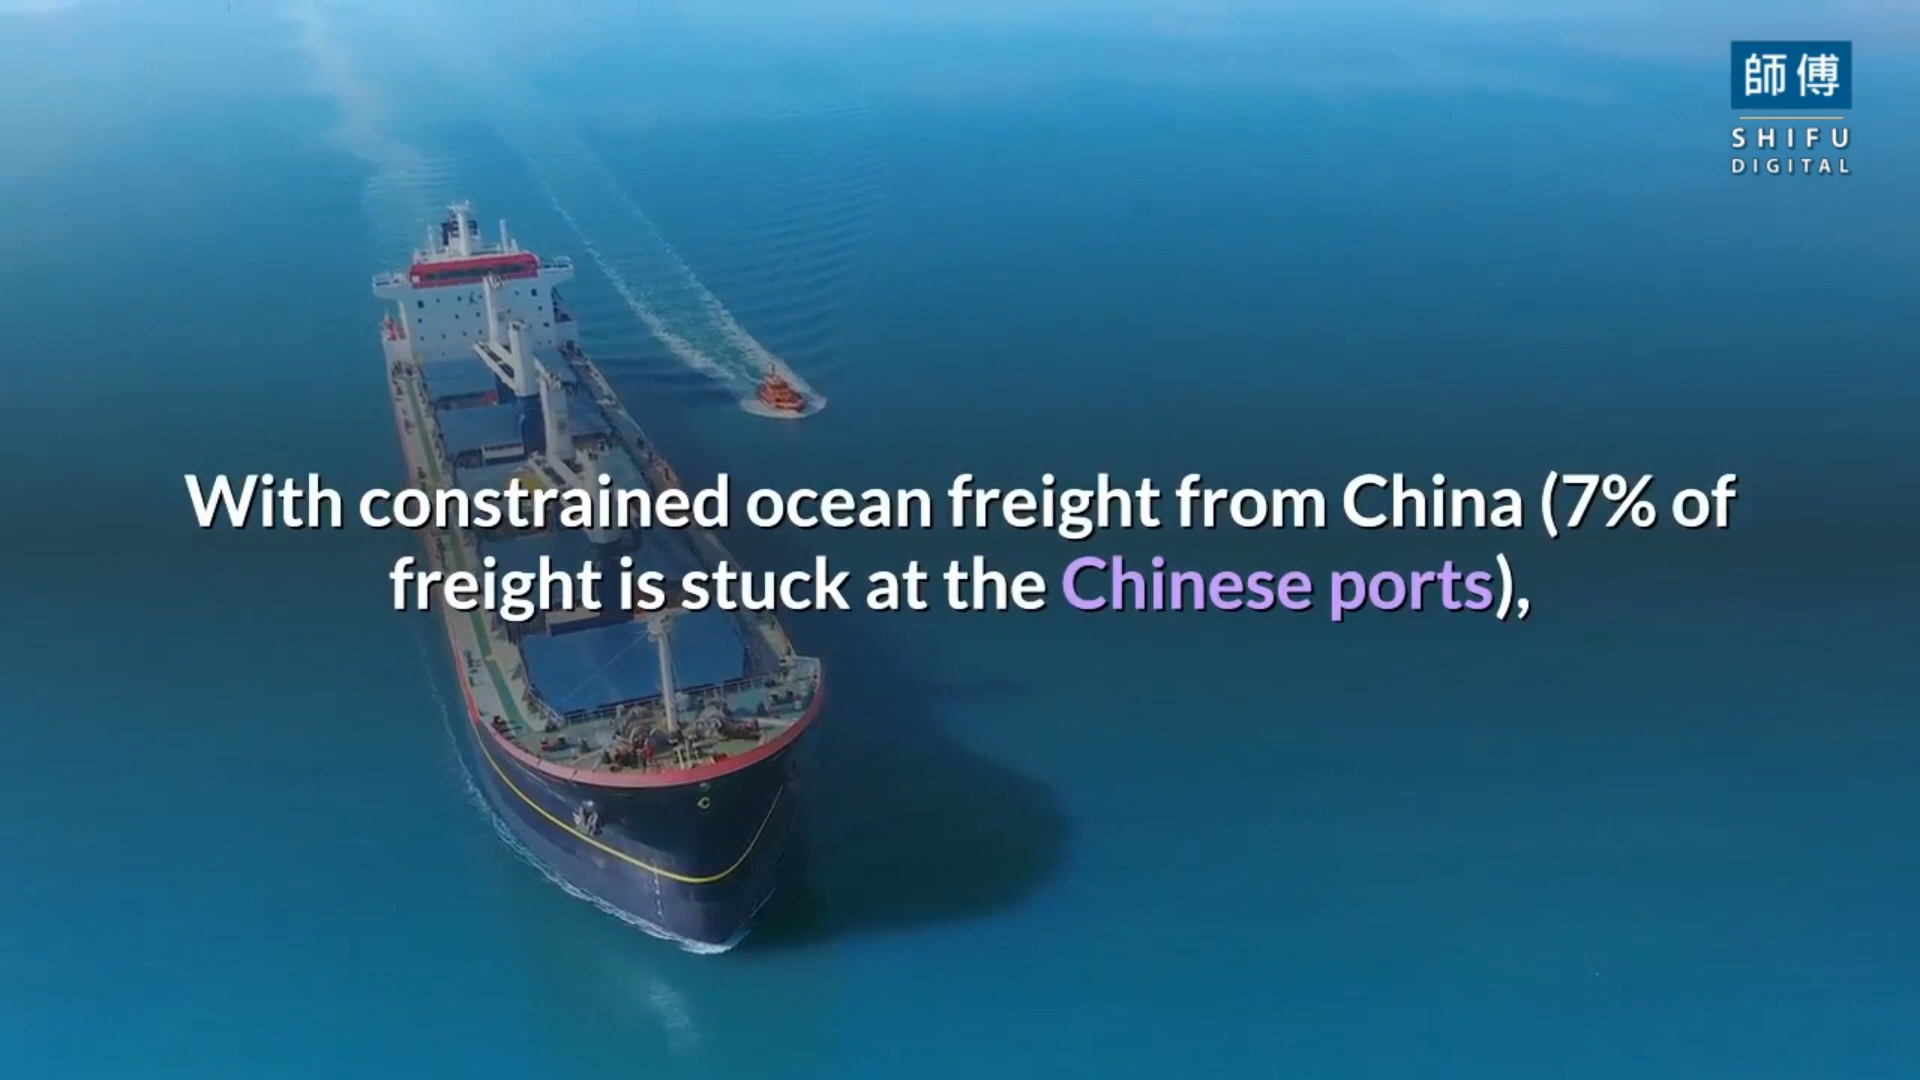 師傅
SHIFU
DIGITAL
With constrained ocean freight from China (7% of
freight is stuck at the Chinese ports),